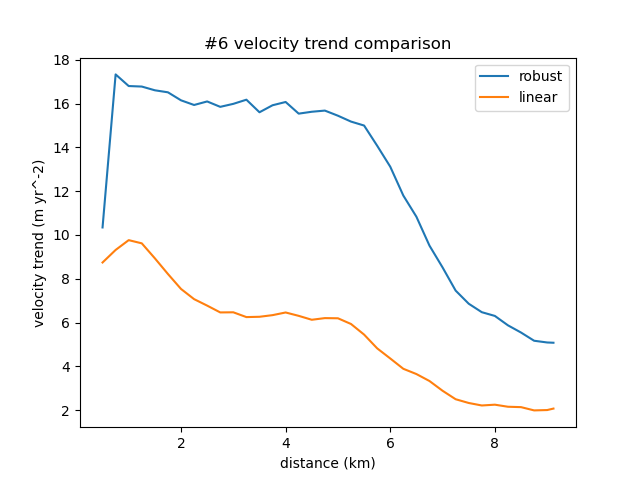 #6 velocity trend comparison
velocity trend (m yr^-2)
18
16
14
12
10
8
6
4
2
robust
linear
2 4 6 8
distance (km)